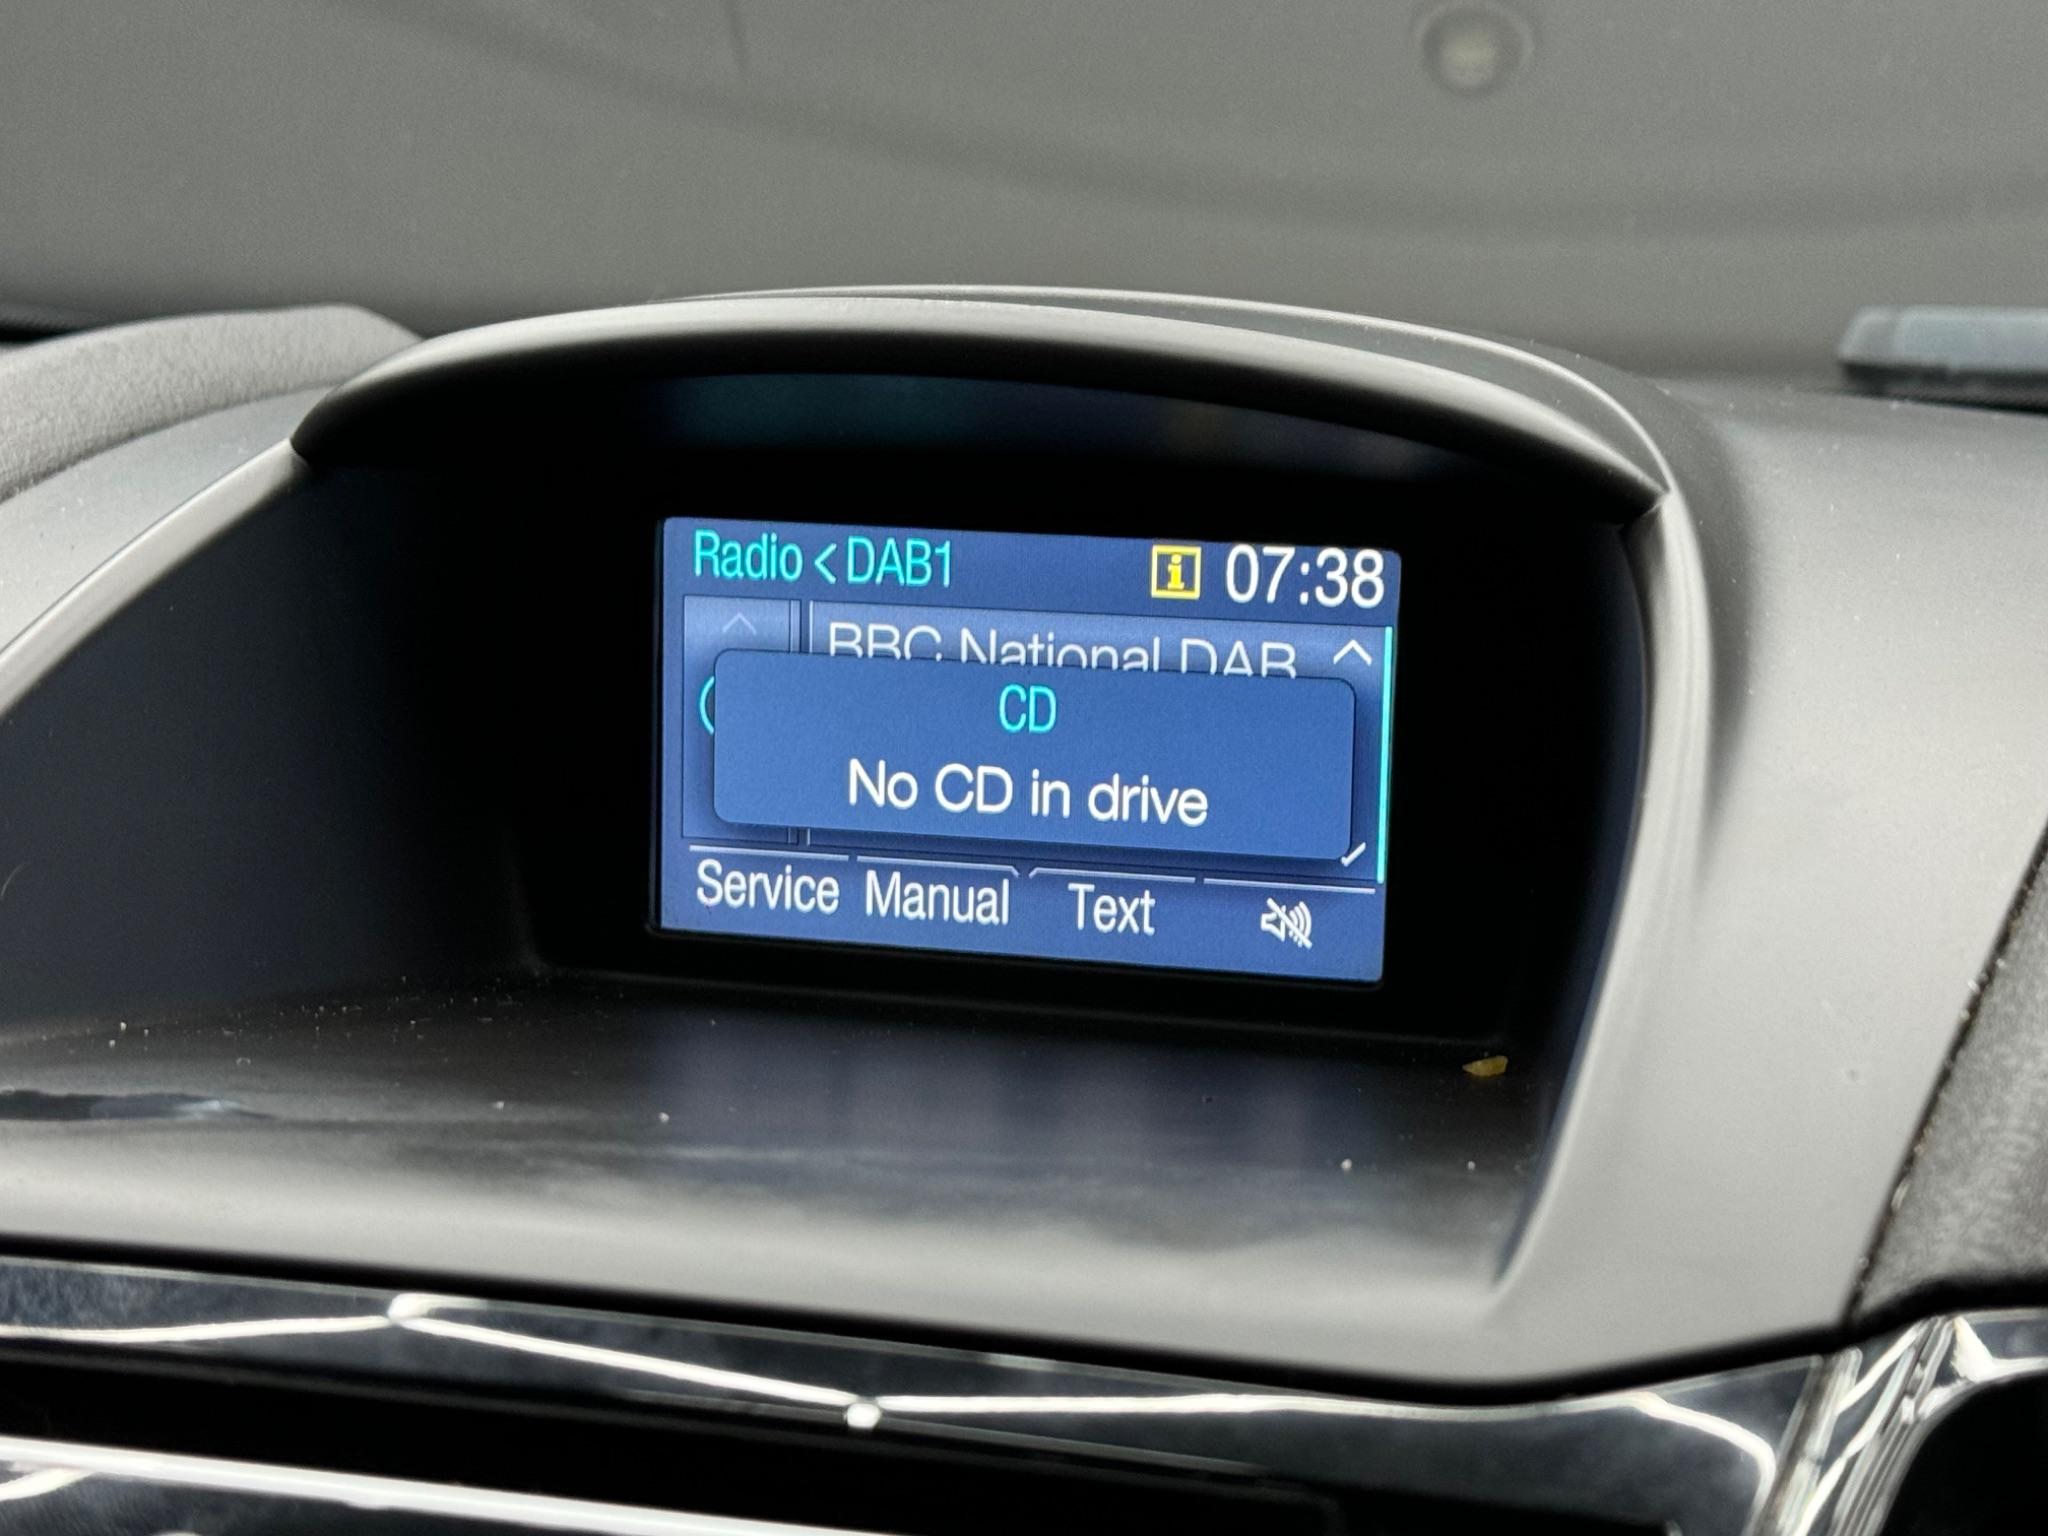 Radio < DAB1 i 07:38
BBC National DAB
CD
No CD in drive
Service Manual Text